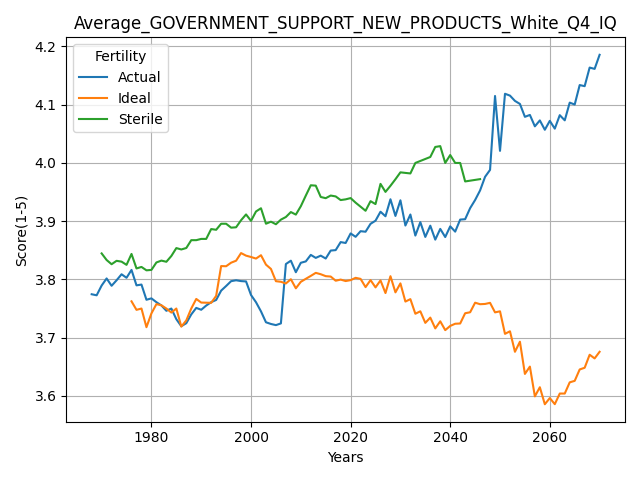 Average_GOVERNMENT_SUPPORT_NEW_PRODUCTS_White_Q4_IQ
Fertility
Actual
Ideal
Sterile
Score(1-5)
4.2
4.1
4.0
3.9
3.8
3.7
3.6
1980
2000
2020
2040
2060
Years